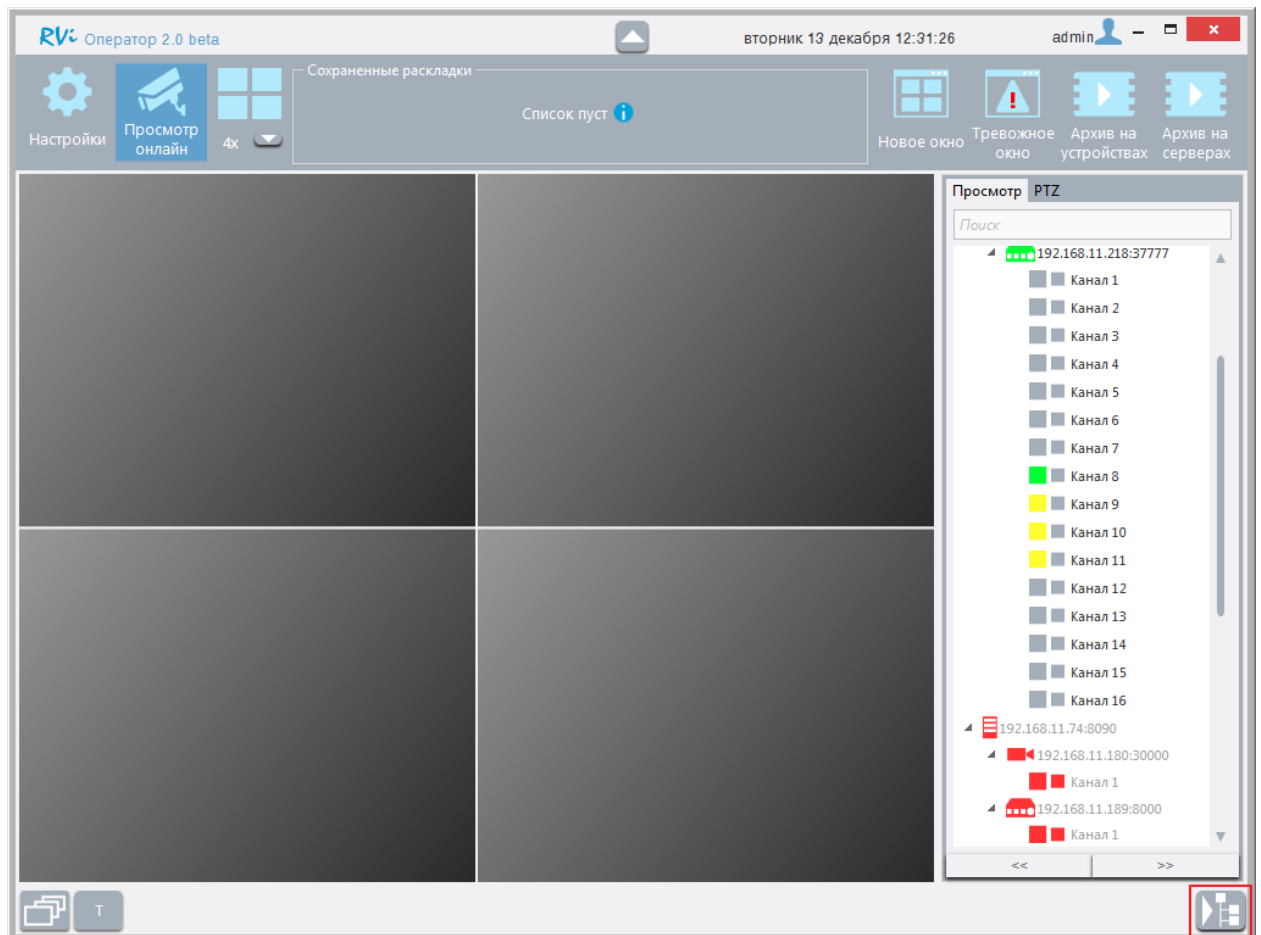 RVi Оператор 2.0 beta
вторник 13 декабря 12:31:26
admin
Настройки
Просмотр
онлайн
4x
Сохраненные раскладки
Список пуст
Новое окно
Тревожное
окно
Архив на
устройствах
Архив на
серверах
Просмотр PTZ
Поиск
192.168.11.218:37777
Канал 1
Канал 2
Канал 3
Канал 4
Канал 5
Канал 6
Канал 7
Канал 8
Канал 9
Канал 10
Канал 11
Канал 12
Канал 13
Канал 14
Канал 15
Канал 16
192.168.11.74:8090
192.168.11.180:30000
Канал 1
192.168.11.189:8000
Канал 1
<< >>
T